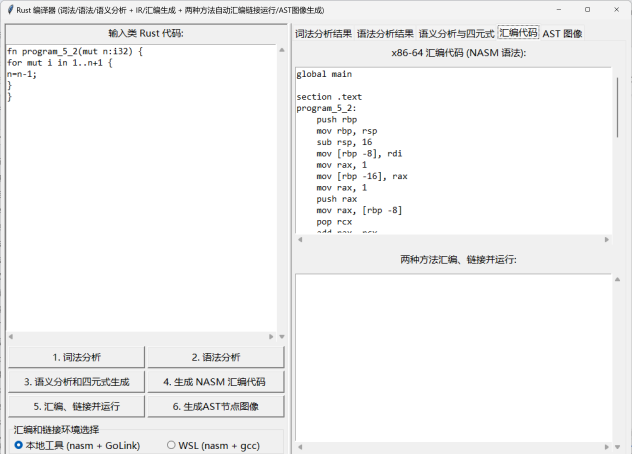 Rust 编译器 (词法/语法/语义分析 + IR/汇编生成 + 两种方法自动汇编链接运行/AST图像生成)
输入类 Rust 代码:
fn program_5_2(mut n:i32) {
for mut i in 1..n+1 {
n=n-1;
}
}
1. 词法分析
2. 语法分析
3. 语义分析和四元式生成
4. 生成 NASM 汇编代码
5. 汇编、链接并运行
6. 生成AST节点图像
汇编和链接环境选择
本地工具 (nasm + GoLink)
WSL (nasm + gcc)
词法分析结果 语法分析结果 语义分析与四元式 汇编代码 AST 图像
x86-64 汇编代码 (NASM 语法):
global main
section .text
program_5_2:
push rbp
mov rbp, rsp
sub rsp, 16
mov [rbp -8], rdi
mov rax, 1
mov [rbp -16], rax
mov rax, 1
push rax
mov rax, [rbp -8]
pop rcx
add rax, rcx
两种方法汇编、链接并运行: